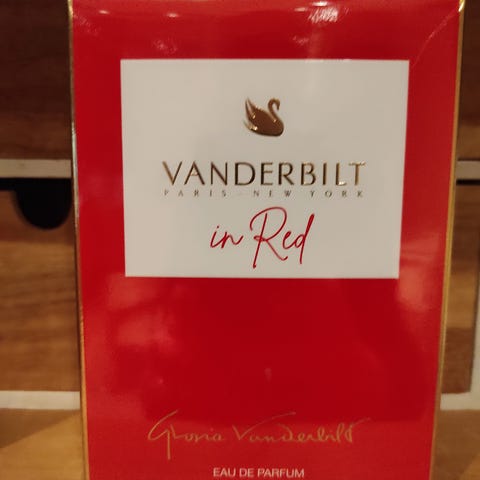 VANDERBILT
PARIS - NEW YORK
in Red
Gloria Vanderbilt
EAU DE PARFUM